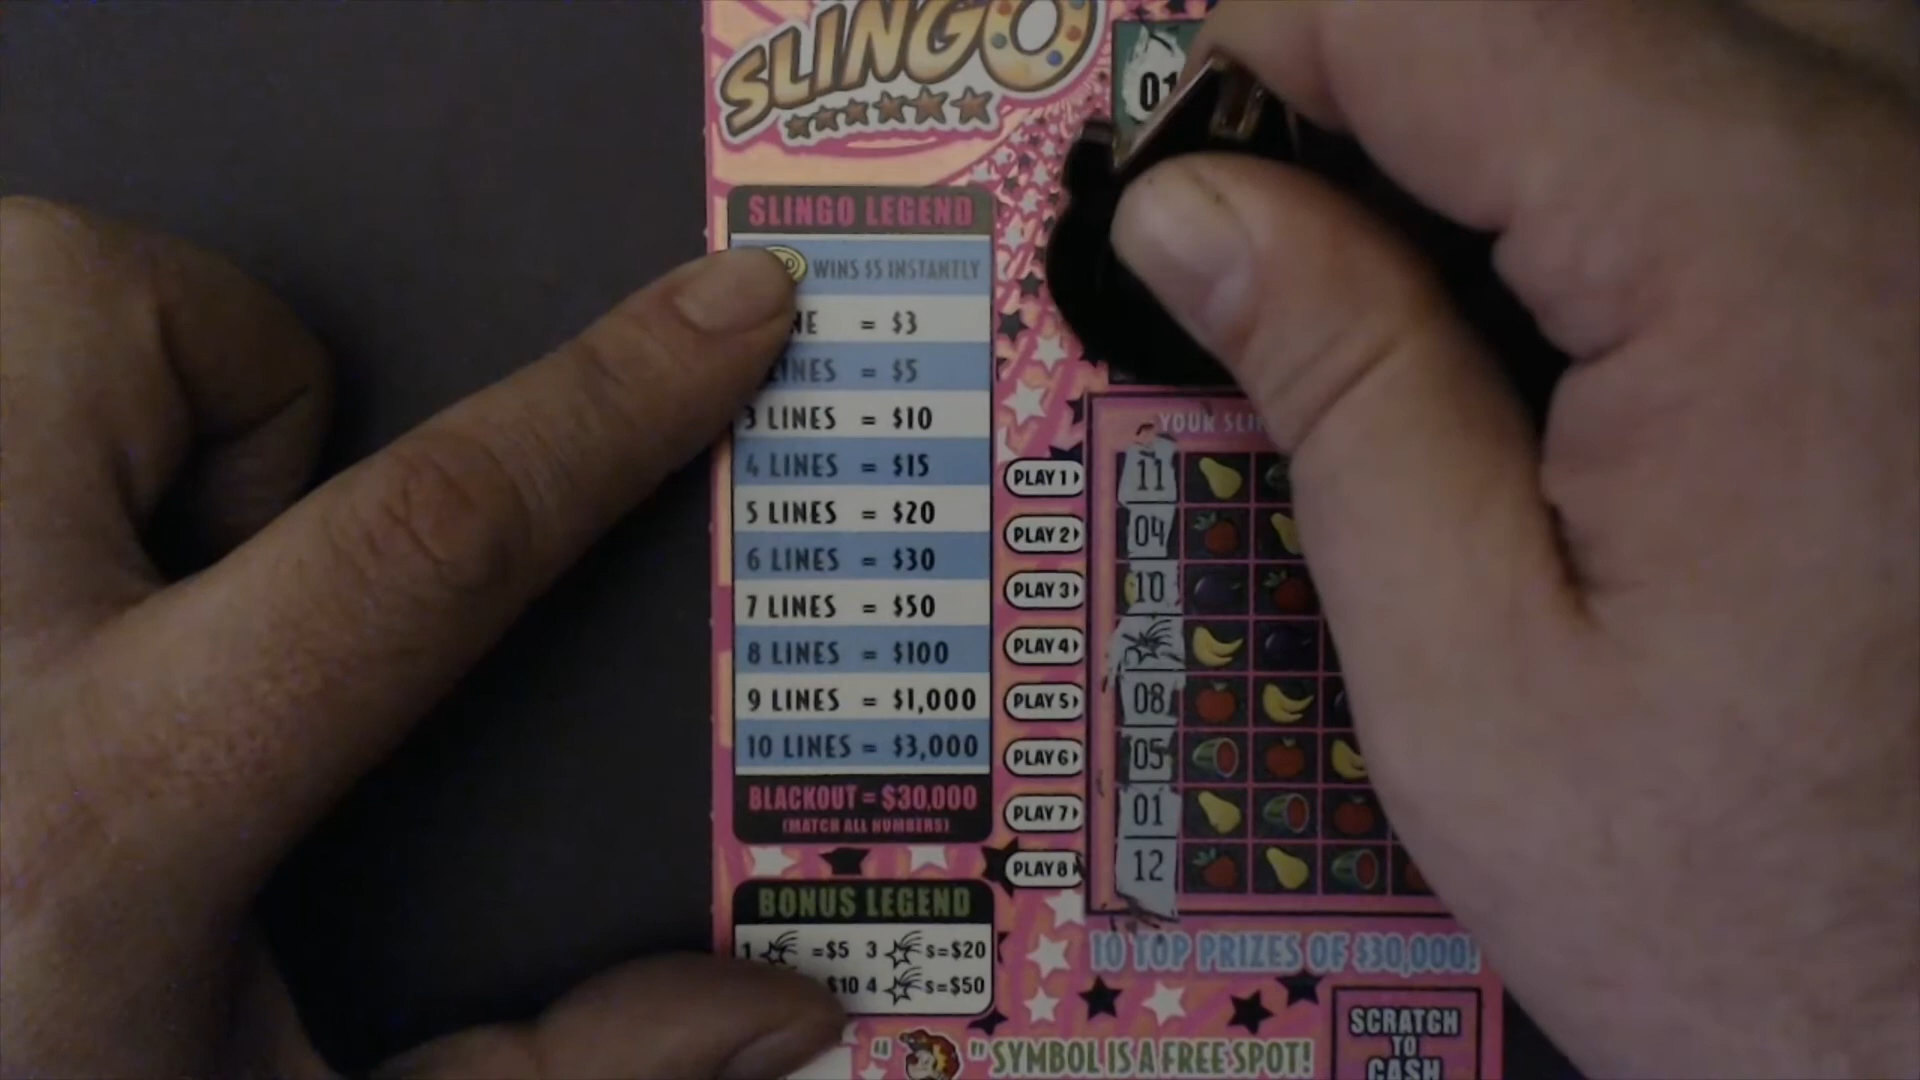 SLINGO
01
SLINGO LEGEND
WINS $5 INSTANTLY
= $3
LINES = $5
3 LINES = $10
4 LINES = $15
5 LINES = $20
6 LINES = $30
7 LINES = $50
8 LINES = $100
9 LINES = $1,000
10 LINES = $3,000
BLACKOUT = $30,000
(MATCH ALL NUMBERS)
BONUS LEGEND
1 =$5 3 s=$20
$10 4 s=$50
YOUR
PLAY 1 11
PLAY 2 04
PLAY 3 10
PLAY 4
PLAY 5 08
PLAY 6 05
PLAY 7 01
PLAY 8 12
10 TOP PRIZES OF $30,000!
" " SYMBOL IS A FREE SPOT!
SCRATCH
TO
CASH